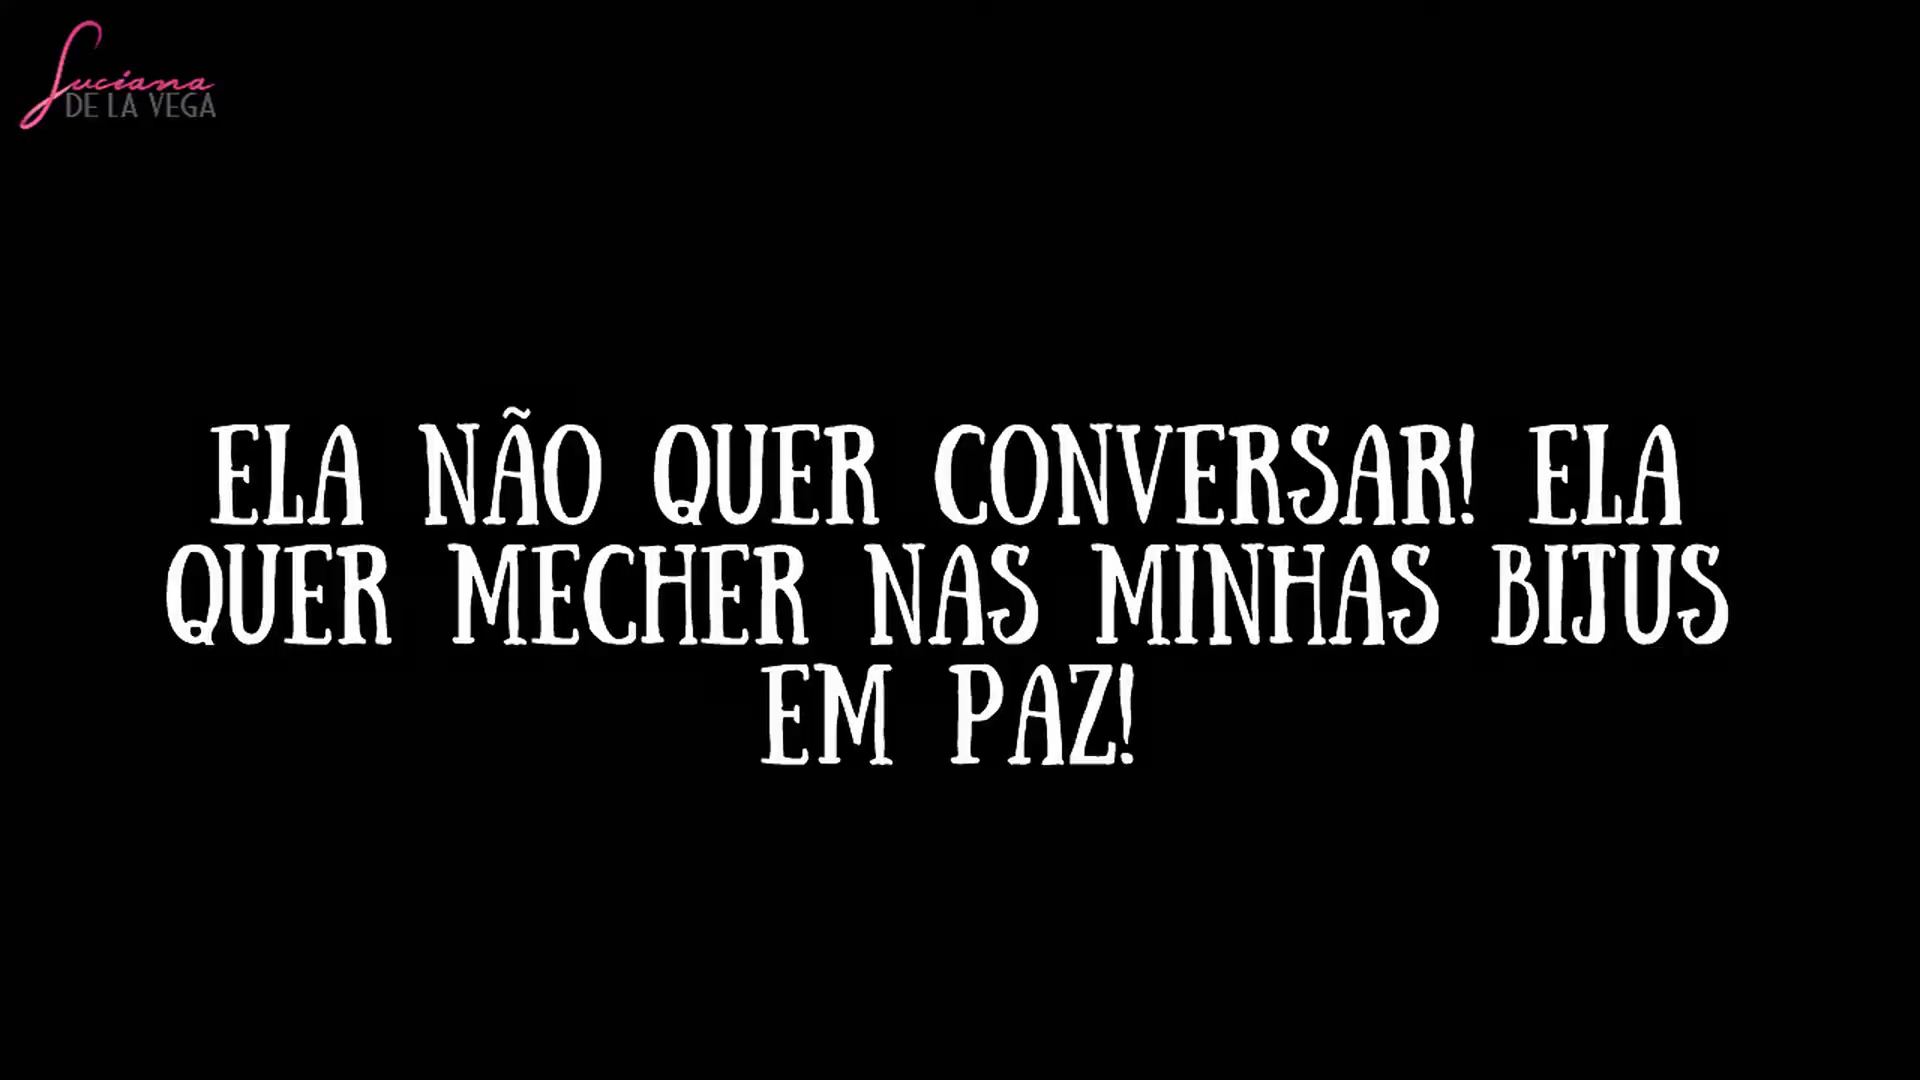 Luciana
DE LA VEGA
ELA NÃO QUER CONVERSAR! ELA
QUER MECHER NAS MINHAS BIJUS
EM PAZ!